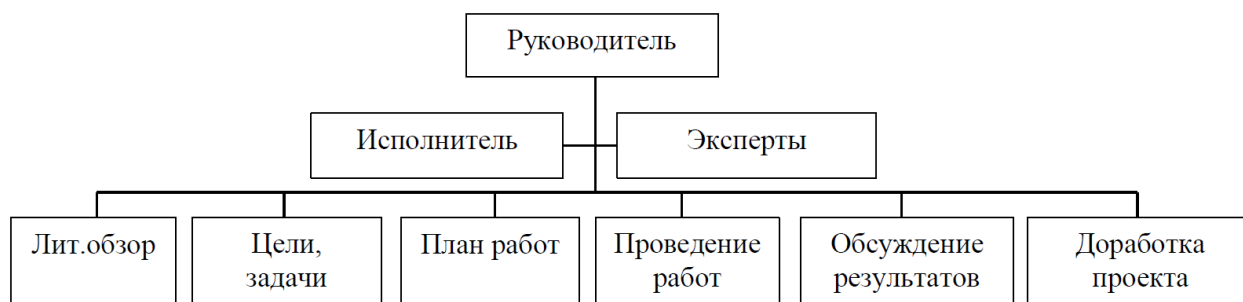 Руководитель
Исполнитель
Эксперты
Лит.обзор
Цели,
задачи
План работ
Проведение
работ
Обсуждение
результатов
Доработка
проекта